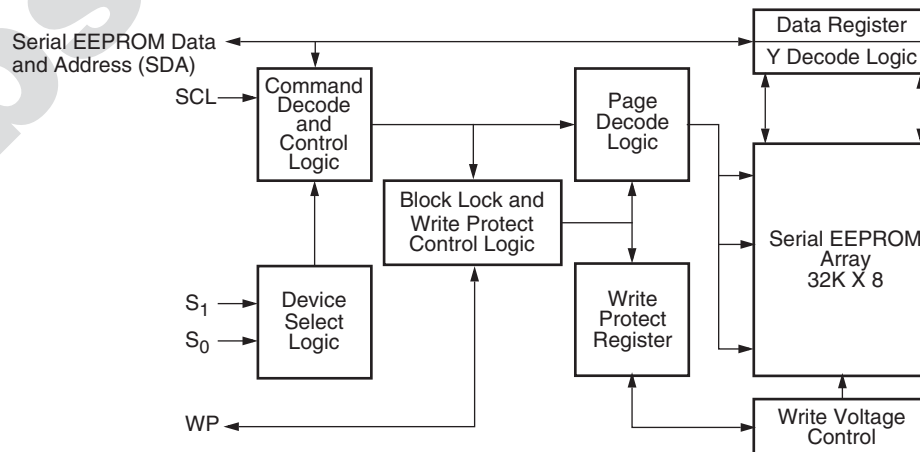 Serial EEPROM Data
and Address (SDA)
SCL
Command
Decode
and
Control
Logic
Page
Decode
Logic
Data Register
Y Decode Logic
Block Lock and
Write Protect
Control Logic
Serial EEPROM
Array
32K X 8
S1
S0
Device
Select
Logic
Write
Protect
Register
WP
Write Voltage
Control